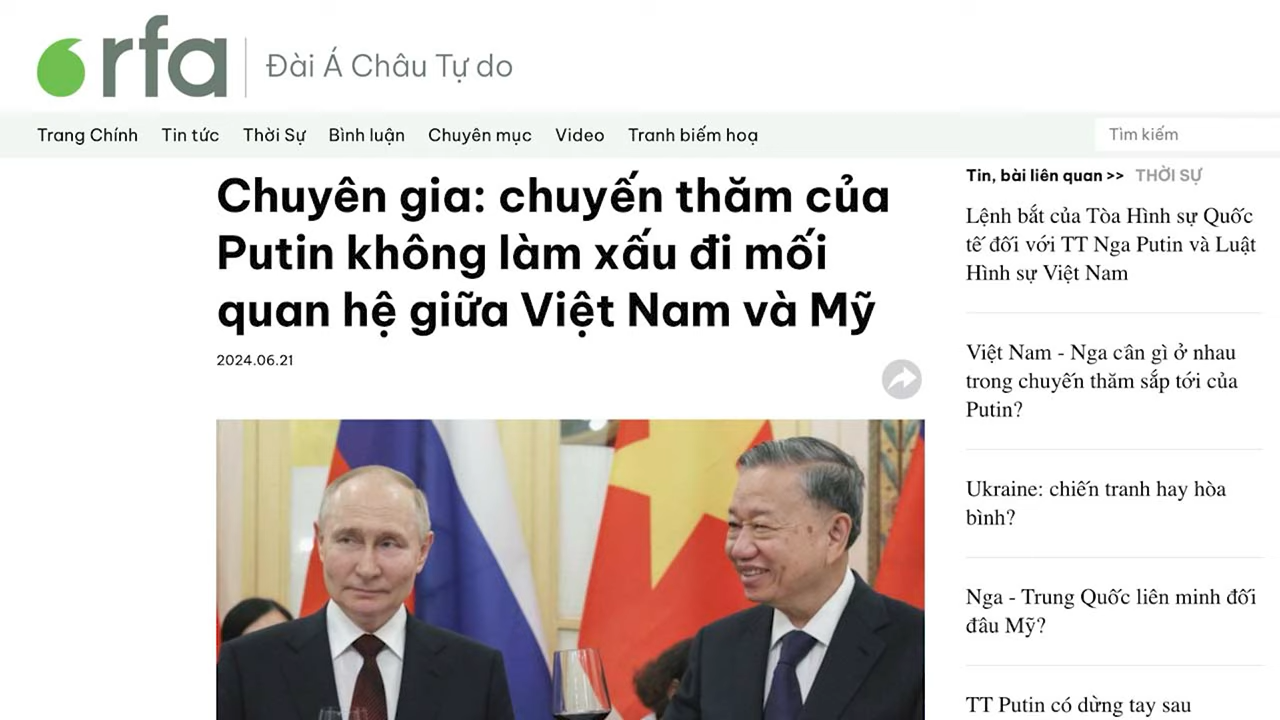 rfa
Đài Á Châu Tự do
Trang Chính Tin tức Thời Sự Bình luận Chuyên mục Video Tranh biếm hoạ
Tìm kiếm
Chuyên gia: chuyến thăm của
Putin không làm xấu đi mối
quan hệ giữa Việt Nam và Mỹ
2024.06.21
Tin, bài liên quan >> THỜI SỰ
Lệnh bắt của Tòa Hình sự Quốc
tế đối với TT Nga Putin và Luật
Hình sự Việt Nam
Việt Nam - Nga cân gì ở nhau
trong chuyến thăm sắp tới của
Putin?
Ukraine: chiến tranh hay hòa
bình?
Nga - Trung Quốc liên minh đối
đâu Mỹ?
TT Putin có dừng tay sau